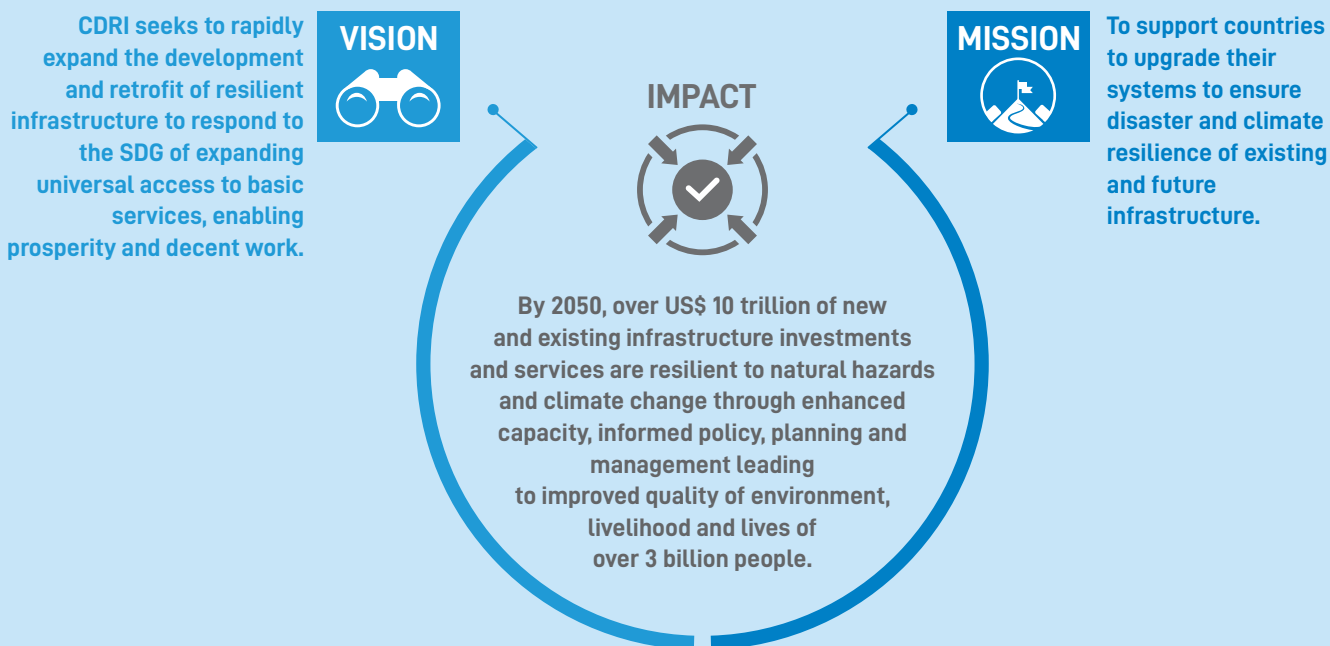 VISION
CDRI seeks to rapidly
expand the development
and retrofit of resilient
infrastructure to respond to
the SDG of expanding
universal access to basic
services, enabling
prosperity and decent work.
IMPACT
By 2050, over US$ 10 trillion of new
and existing infrastructure investments
and services are resilient to natural hazards
and climate change through enhanced
capacity, informed policy, planning and
management leading
to improved quality of environment,
livelihood and lives of
over 3 billion people.
MISSION
To support countries
to upgrade their
systems to ensure
disaster and climate
resilience of existing
and future
infrastructure.